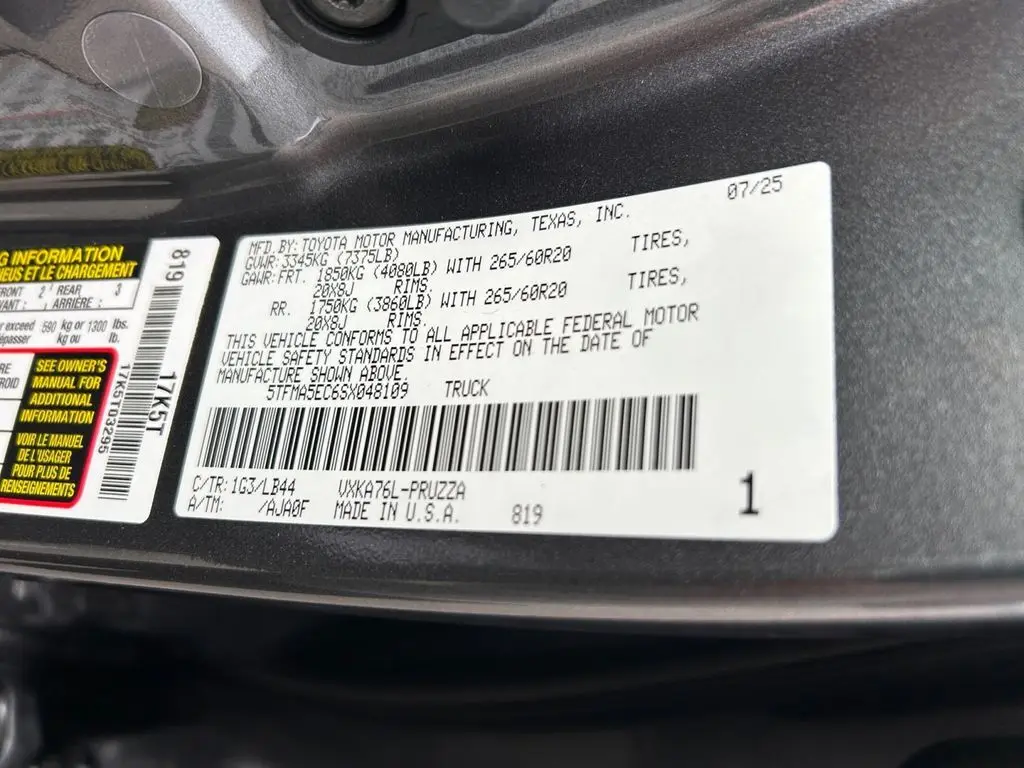 G INFORMATION
NEUS ET LE CHARGEMENT
FRONT 2 REAR 3
VANT : ARRIÈRE :
er exceed 590 kg or 1300 lbs.
épasser kg ou lb.
SEE OWNER'S
MANUAL FOR
ADDITIONAL
INFORMATION
VOIR LE MANUEL
DE L'USAGER
POUR PLUS DE
RENSEIGNEMENTS
819
17K5T
17K5T03295
07/25
MFD. BY: TOYOTA MOTOR MANUFACTURING, TEXAS, INC.
GVWR: 3345KG (7375LB)
GAWR: FRT. 1850KG (4080LB) WITH 265/60R20 TIRES,
20X8J RIMS.
RR. 1750KG (3860LB) WITH 265/60R20 TIRES,
20X8J RIMS.
THIS VEHICLE CONFORMS TO ALL APPLICABLE FEDERAL MOTOR
VEHICLE SAFETY STANDARDS IN EFFECT ON THE DATE OF
MANUFACTURE SHOWN ABOVE.
5TFMA5EC6SX048109 TRUCK
C/TR: 1G3/LB44 VXKA76L-PRUZZA
A/TM: /AJA0F MADE IN U.S.A. 819
1